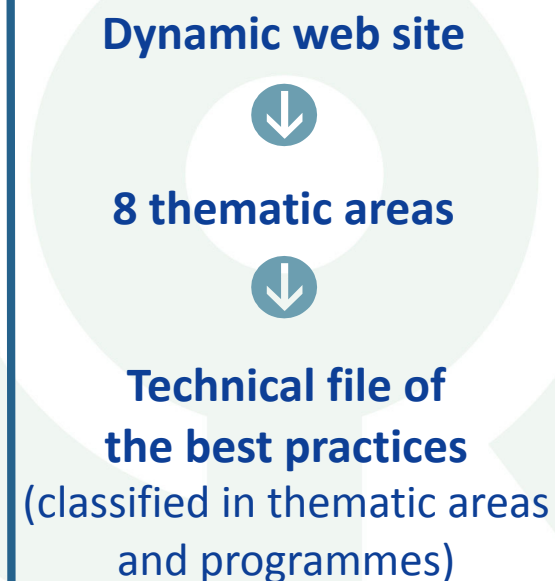 Dynamic web site
8 thematic areas
Technical file of
the best practices
(classified in thematic areas
and programmes)